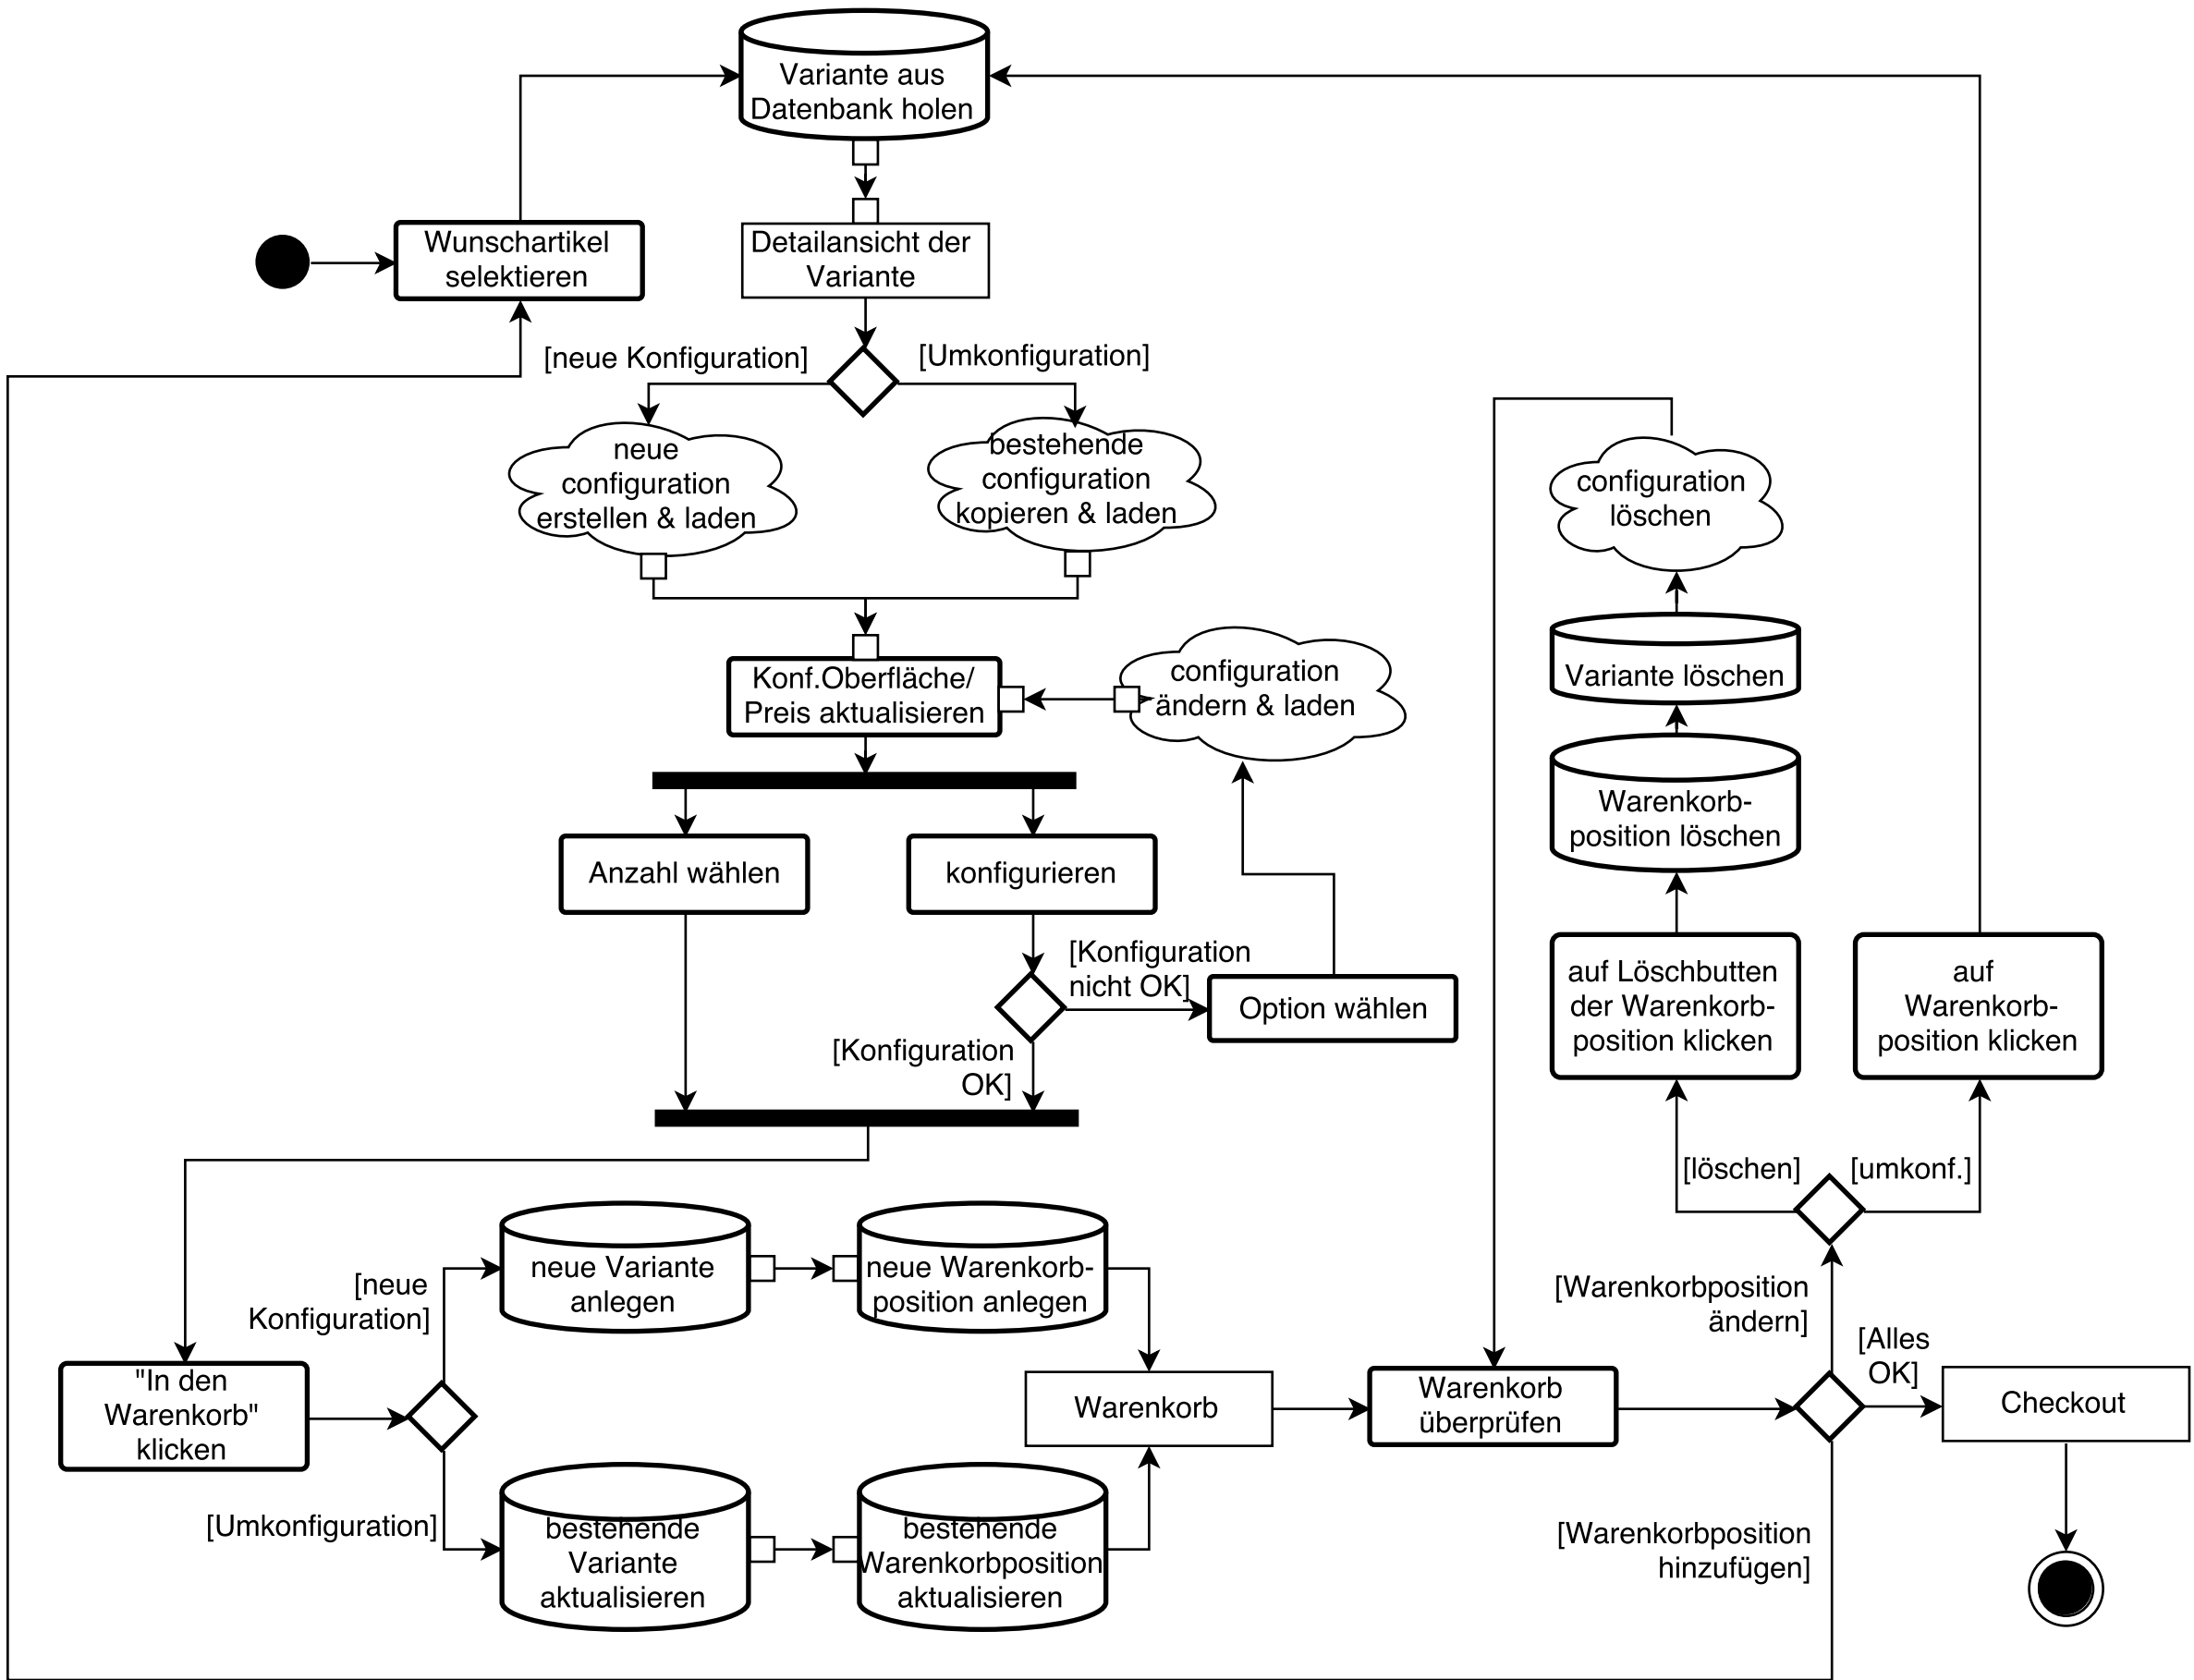 Variante aus
Datenbank holen
Wunschartikel
selektieren
Detailansicht der
Variante
[neue Konfiguration]
[Umkonfiguration]
neue
configuration
erstellen & laden
bestehende
configuration
kopieren & laden
configuration
löschen
Konf.Oberfläche/
Preis aktualisieren
configuration
ändern & laden
Variante löschen
Warenkorb-
position löschen
Anzahl wählen
konfigurieren
[Konfiguration
nicht OK]
Option wählen
auf Löschbutten
der Warenkorb-
position klicken
auf
Warenkorb-
position klicken
[Konfiguration
OK]
[löschen]
[umkonf.]
neue Variante
anlegen
neue Warenkorb-
position anlegen
[neue
Konfiguration]
[Warenkorbposition
ändern]
[Alles
OK]
"In den
Warenkorb"
klicken
Warenkorb
Warenkorb
überprüfen
Checkout
[Umkonfiguration]
bestehende
Variante
aktualisieren
bestehende
Warenkorbposition
aktualisieren
[Warenkorbposition
hinzufügen]